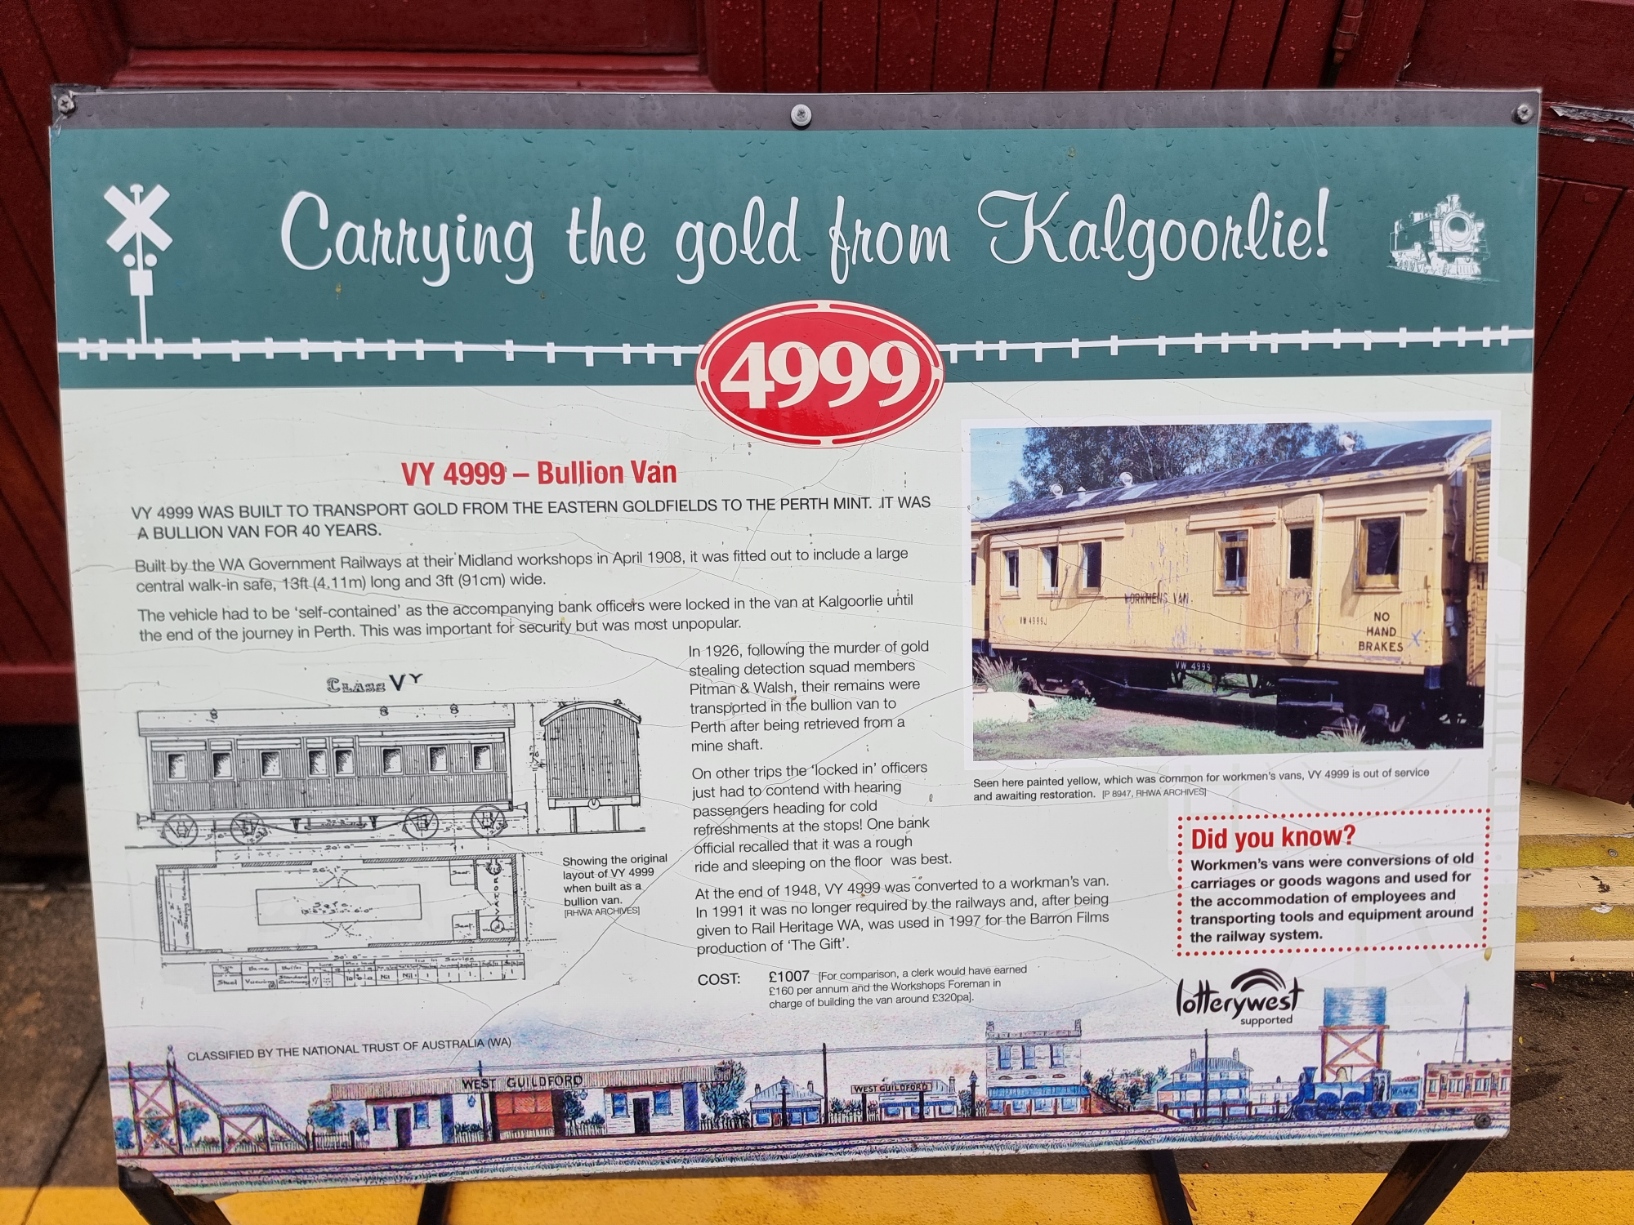 Carrying the gold from Kalgoorlie!
4999
VY 4999 – Bullion Van
VY 4999 WAS BUILT TO TRANSPORT GOLD FROM THE EASTERN GOLDFIELDS TO THE PERTH MINT. IT WAS
A BULLION VAN FOR 40 YEARS.
Built by the WA Government Railways at their Midland workshops in April 1908, it was fitted out to include a large
central walk-in safe, 13ft (4.11m) long and 3ft (91cm) wide.
The vehicle had to be 'self-contained' as the accompanying bank officers were locked in the van at Kalgoorlie until
the end of the journey in Perth. This was important for security but was most unpopular.
In 1926, following the murder of gold
stealing detection squad members
Pitman & Walsh, their remains were
transported in the bullion van to
Perth after being retrieved from a
mine shaft.
On other trips the 'locked in' officers
just had to contend with hearing
passengers heading for cold
refreshments at the stops! One bank
official recalled that it was a rough
ride and sleeping on the floor was best.
At the end of 1948, VY 4999 was converted to a workman's van.
In 1991 it was no longer required by the railways and, after being
given to Rail Heritage WA, was used in 1997 for the Barron Films
production of 'The Gift'.
COST: £1007 [For comparison, a clerk would have earned
£160 per annum and the Workshops Foreman in
charge of building the van around £320pa].
CLASS VY
Showing the original
layout of VY 4999
when built as a
bullion van.
[RHWA ARCHIVES]
WORKMENS VAN
VW 4999
NO
HAND
BRAKES
Seen here painted yellow, which was common for workmen's vans, VY 4999 is out of service
and awaiting restoration. [P 8947, RHWA ARCHIVES]
Did you know?
Workmen's vans were conversions of old
carriages or goods wagons and used for
the accommodation of employees and
transporting tools and equipment around
the railway system.
lotterywest
supported
CLASSIFIED BY THE NATIONAL TRUST OF AUSTRALIA (WA)
WEST GUILDFORD
WEST GUILDFORD